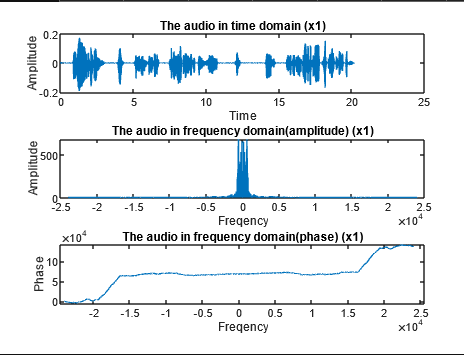 The audio in time domain (x1)
Amplitude
0.2
0
-0.2
0 5 10 15 20 25
Time
The audio in frequency domain(amplitude) (x1)
Amplitude
500
0
-2.5 -2 -1.5 -1 -0.5 0 0.5 1 1.5 2 2.5
Freqency
×10^4
The audio in frequency domain(phase) (x1)
×10^4
Phase
10
5
0
-2 -1.5 -1 -0.5 0 0.5 1 1.5 2 2.5
Freqency
×10^4